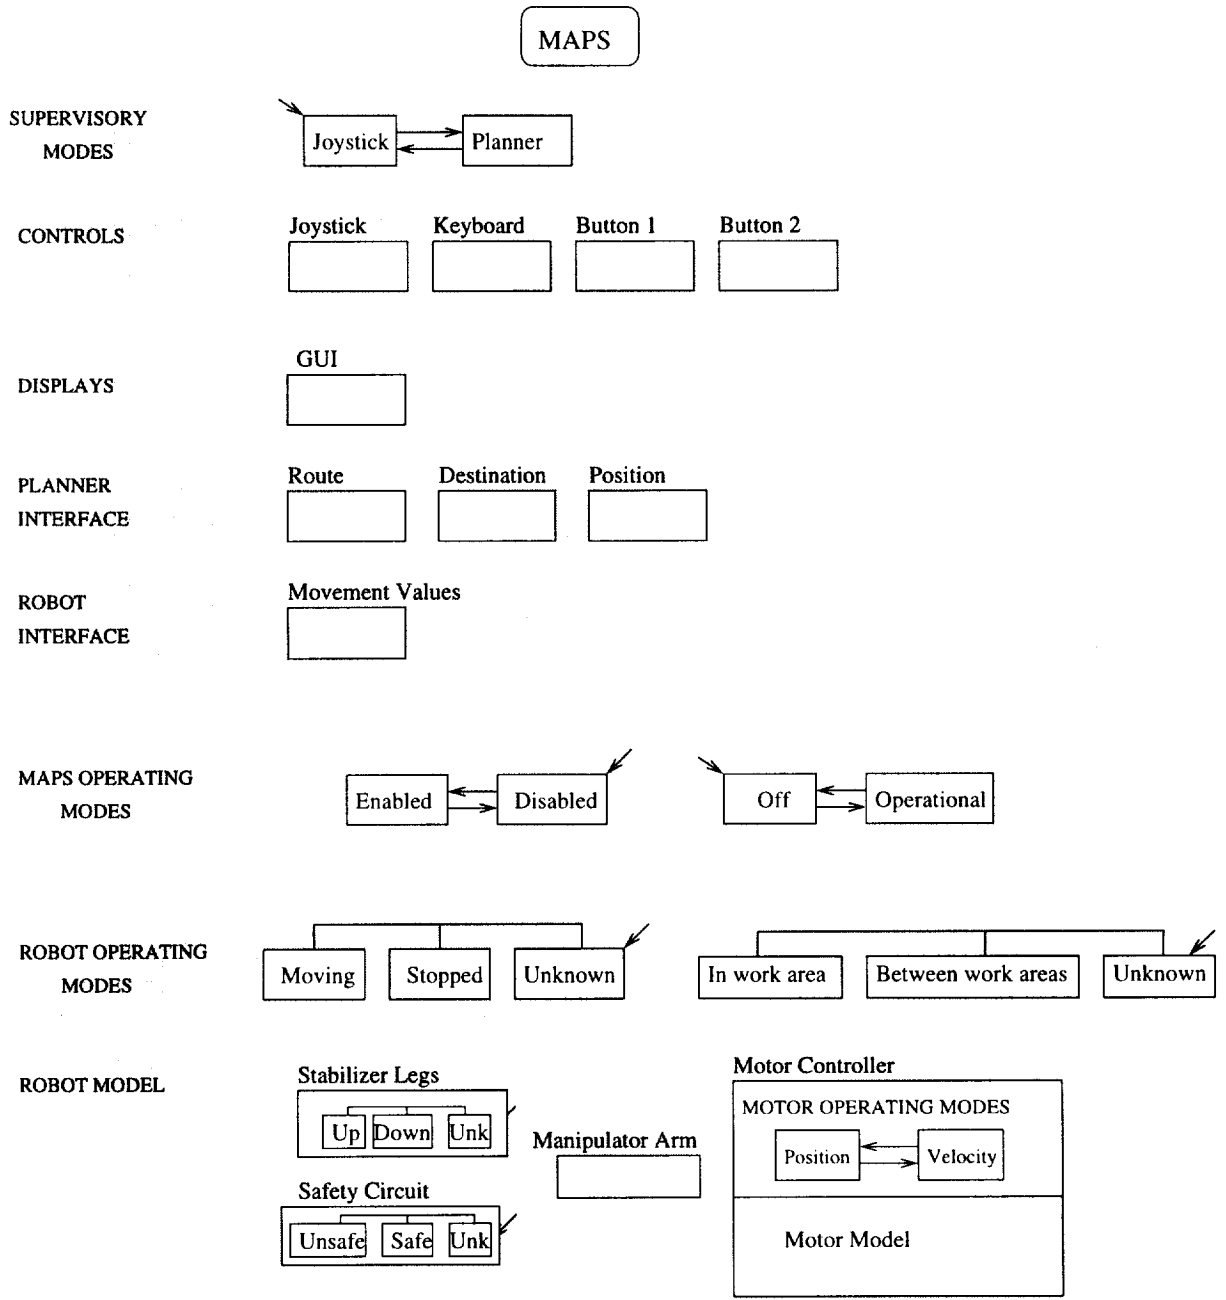 MAPS
SUPERVISORY
MODES
Joystick Planner
CONTROLS
Joystick Keyboard Button 1 Button 2
DISPLAYS
GUI
PLANNER
INTERFACE
Route Destination Position
ROBOT
INTERFACE
Movement Values
MAPS OPERATING
MODES
Enabled Disabled Off Operational
ROBOT OPERATING
MODES
Moving Stopped Unknown In work area Between work areas Unknown
ROBOT MODEL
Stabilizer Legs
Up Down Unk
Safety Circuit
Unsafe Safe Unk
Manipulator Arm
Motor Controller
MOTOR OPERATING MODES
Position Velocity
Motor Model